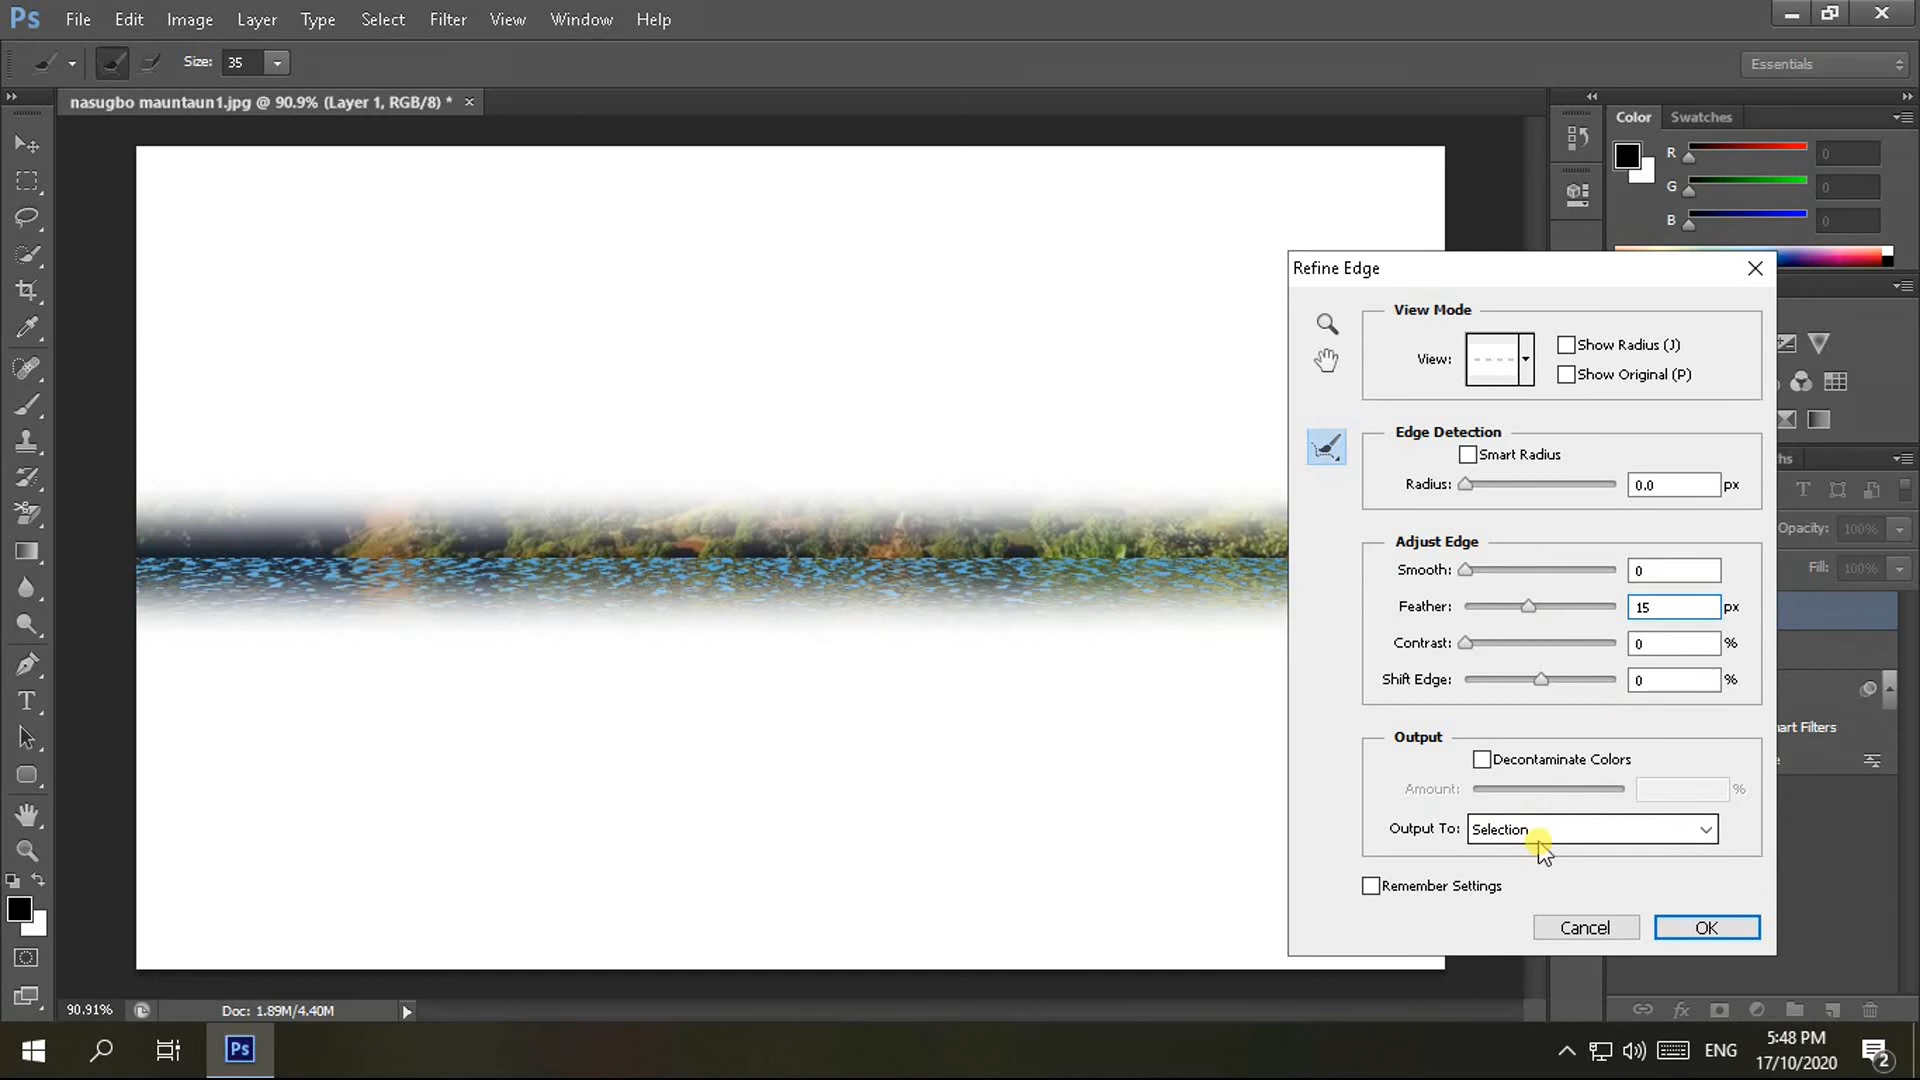 Ps File Edit Image Layer Type Select Filter View Window Help
Size: 35
Essentials
nasugbo mauntaun1.jpg @ 90.9% (Layer 1, RGB/8) *
Color Swatches
R 0
G 0
B 0
Refine Edge
View Mode
View:
Show Radius (J)
Show Original (P)
Edge Detection
Smart Radius
Radius: 0.0 px
Adjust Edge
Smooth: 0
Feather: 15 px
Contrast: 0 %
Shift Edge: 0 %
Output
Decontaminate Colors
Amount: %
Output To: Selection
Remember Settings
Cancel OK
hs
Opacity: 100%
Fill: 100%
art Filters
e
90.91% Doc: 1.89M/4.40M
fx
Ps
ENG
5:48 PM
17/10/2020
2